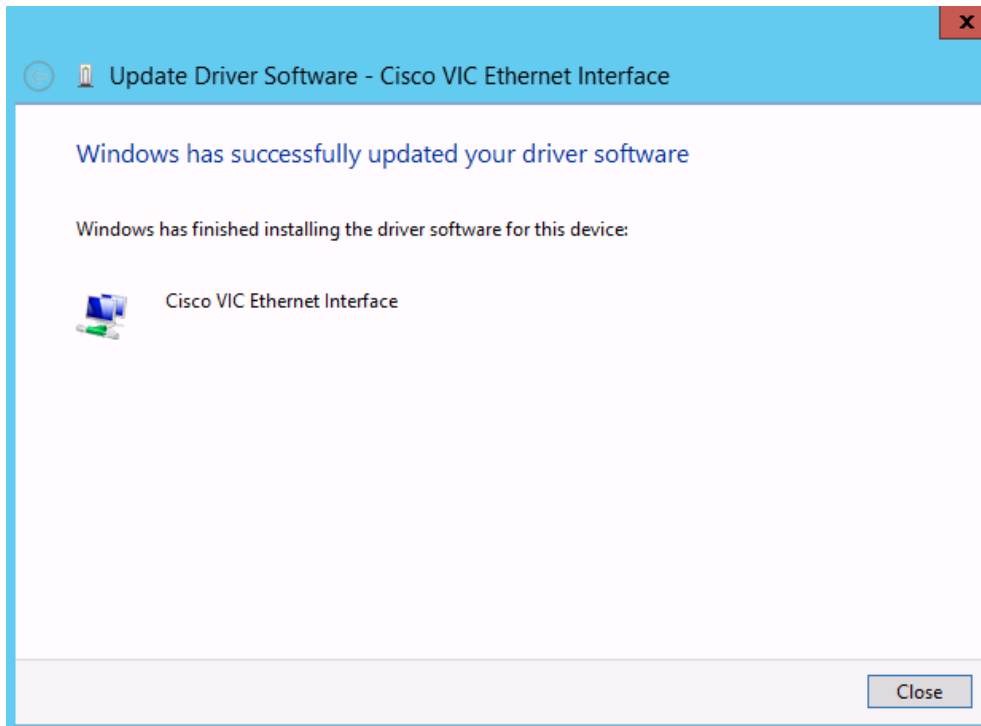 x
Update Driver Software - Cisco VIC Ethernet Interface
Windows has successfully updated your driver software
Windows has finished installing the driver software for this device:
Cisco VIC Ethernet Interface
Close